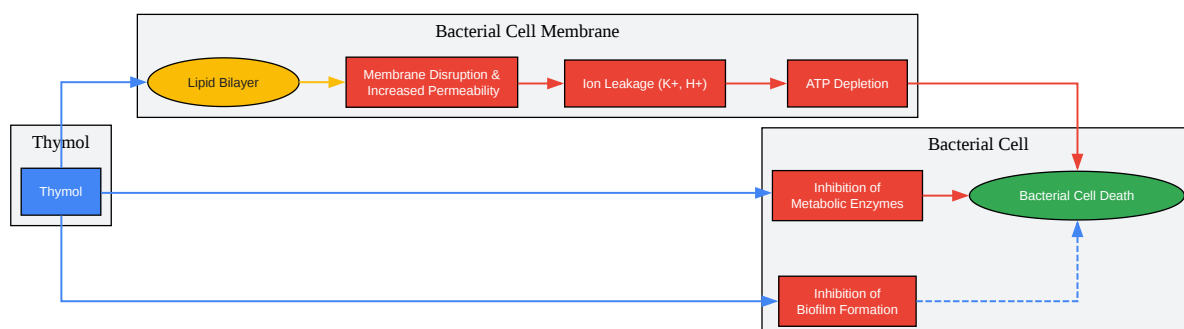 Bacterial Cell Membrane
Lipid Bilayer
Membrane Disruption &
Increased Permeability
Ion Leakage (K+, H+)
ATP Depletion
Thymol
Thymol
Bacterial Cell
Inhibition of
Metabolic Enzymes
Bacterial Cell Death
Inhibition of
Biofilm Formation